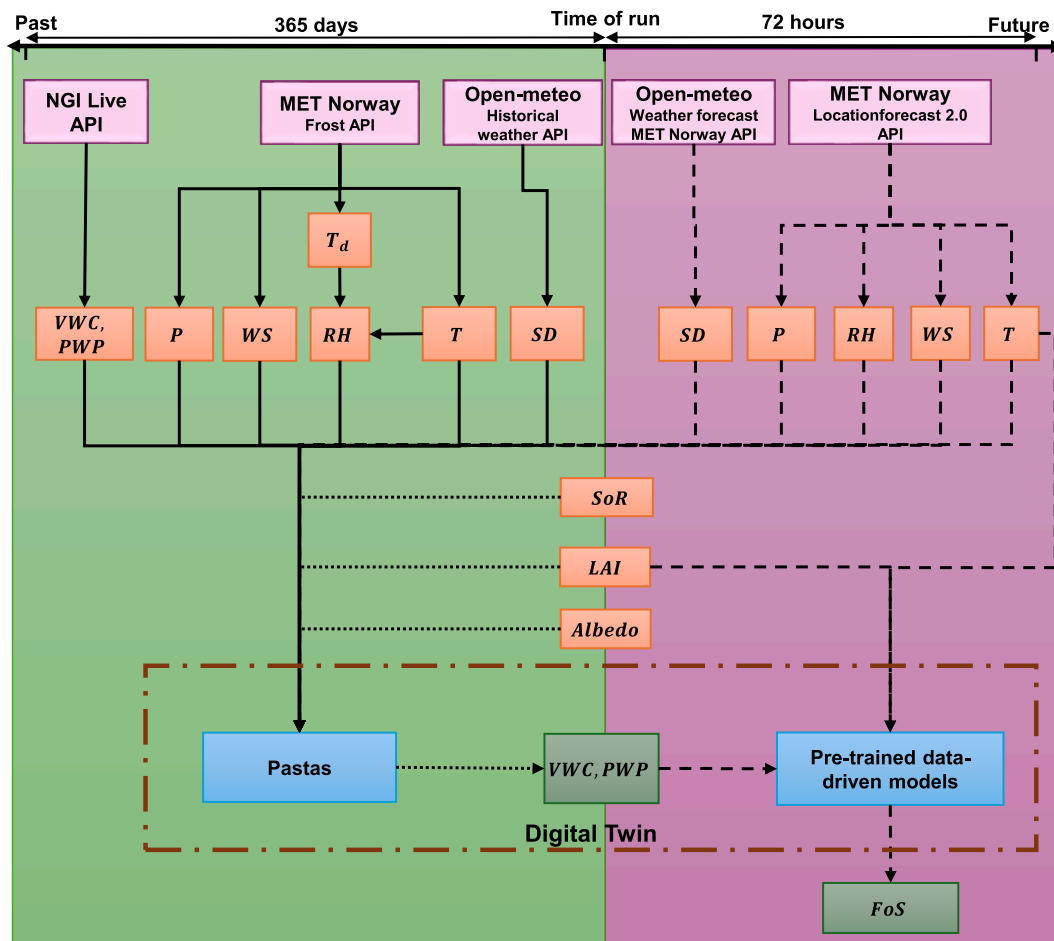 Past
365 days
Time of run
72 hours
Future
NGI Live
API
MET Norway
Frost API
Open-meteo
Historical
weather API
Open-meteo
Weather forecast
MET Norway API
MET Norway
Locationforecast 2.0
API
T_d
VWC,
PWP
P
WS
RH
T
SD
SD
P
RH
WS
T
SoR
LAI
Albedo
Pastas
VWC, PWP
Pre-trained data-
driven models
Digital Twin
FoS